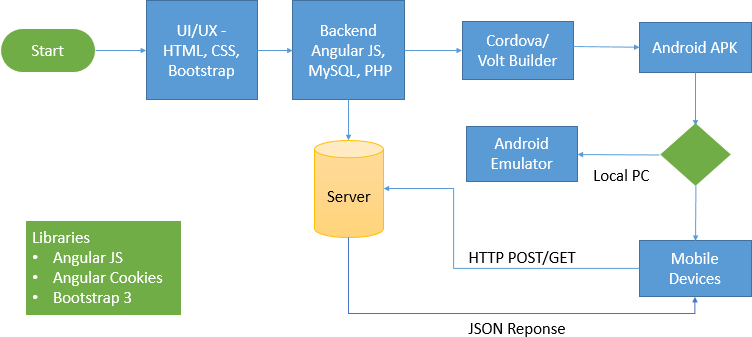 Start
UI/UX -
HTML, CSS,
Bootstrap
Backend
Angular JS,
MySQL, PHP
Cordova/
Volt Builder
Android APK
Android
Emulator
Local PC
Server
Libraries
• Angular JS
• Angular Cookies
• Bootstrap 3
HTTP POST/GET
Mobile
Devices
JSON Reponse